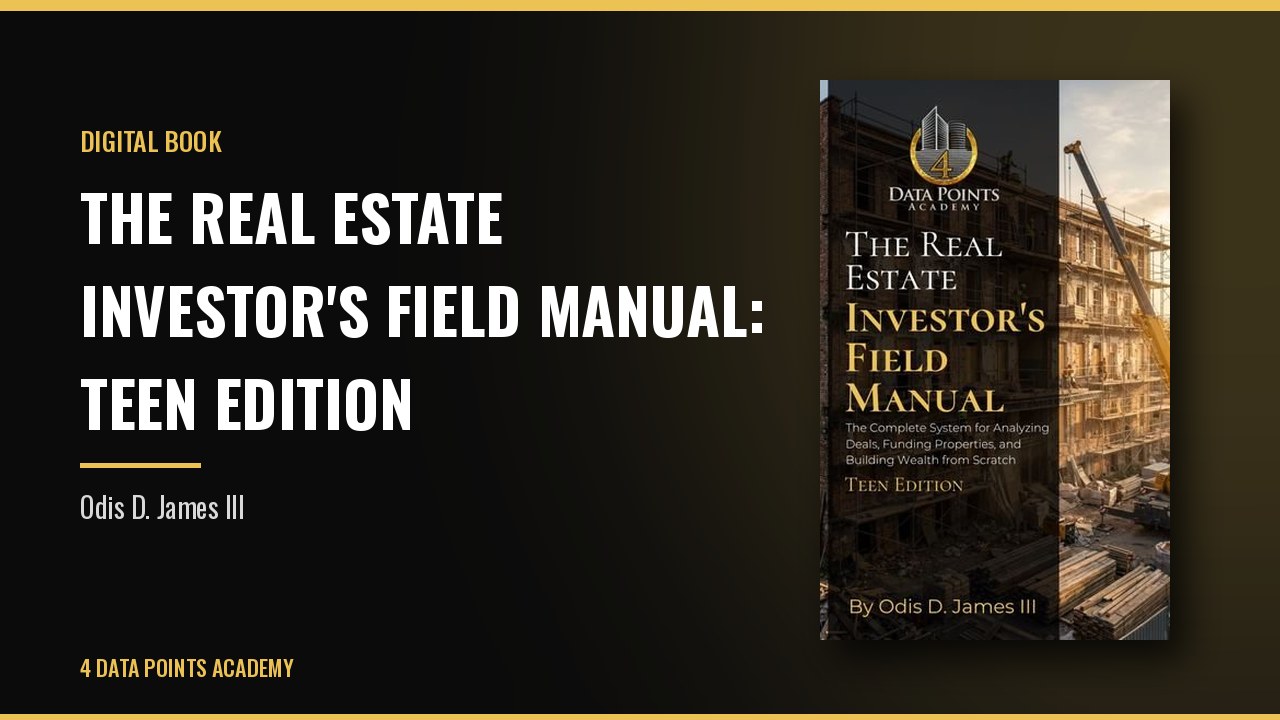 DIGITAL BOOK
THE REAL ESTATE
INVESTOR'S FIELD MANUAL:
TEEN EDITION
Odis D. James III
4 DATA POINTS ACADEMY
4
DATA POINTS
ACADEMY
THE REAL
ESTATE
INVESTOR'S
FIELD
MANUAL
The Complete System for Analyzing
Deals, Funding Properties, and
Building Wealth from Scratch
TEEN EDITION
By Odis D. James III